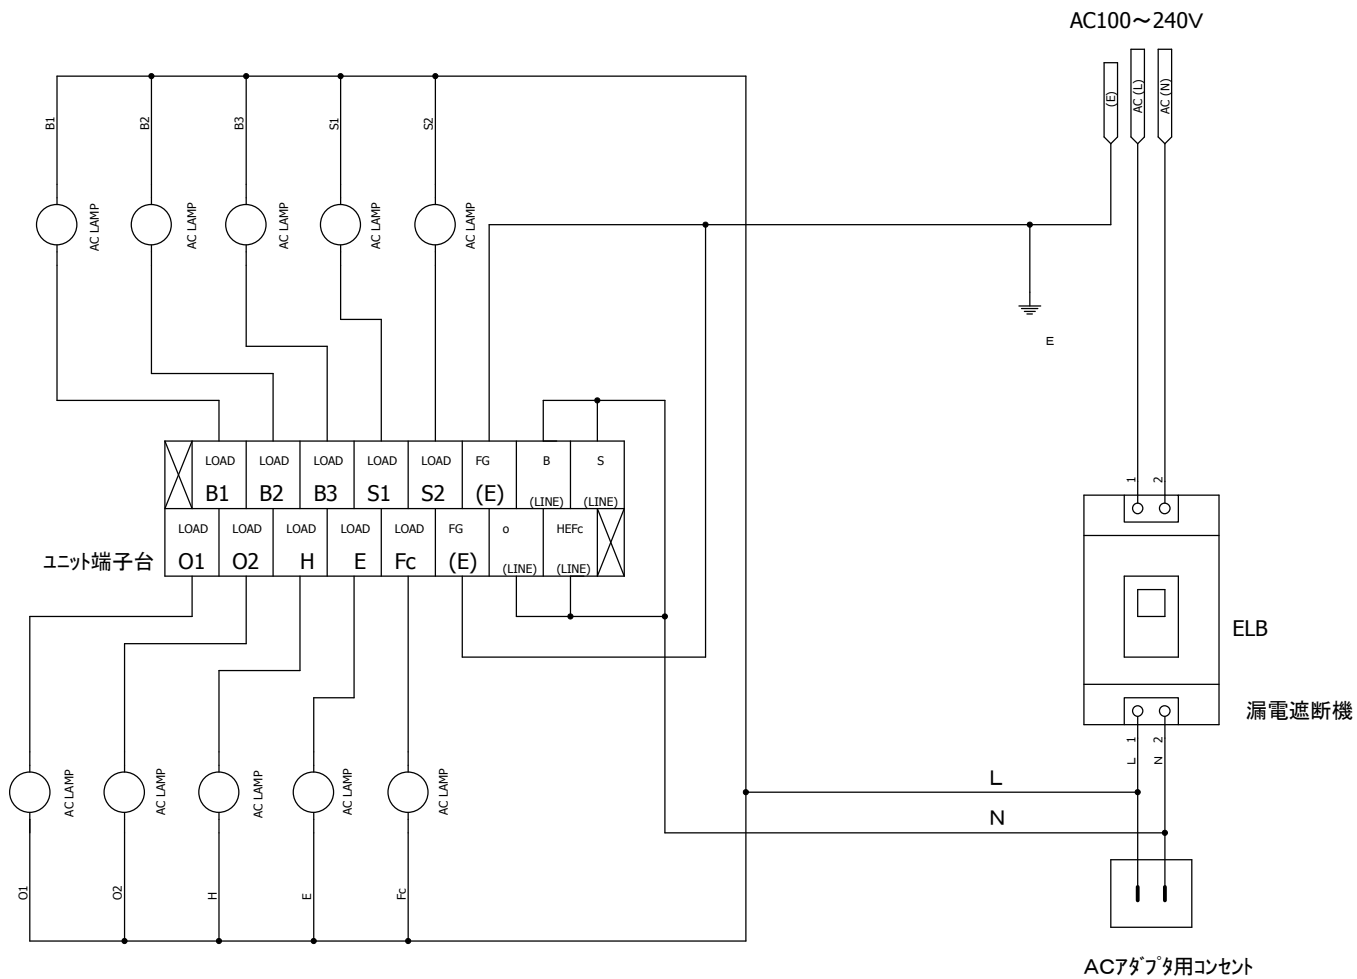 AC100～240V
(E)
AC (L)
AC (N)
B1
B2
B3
S1
S2
AC LAMP
AC LAMP
AC LAMP
AC LAMP
AC LAMP
E
LOAD
LOAD
LOAD
LOAD
LOAD
FG
B
S
B1
B2
B3
S1
S2
(E)
(LINE)
(LINE)
LOAD
LOAD
LOAD
LOAD
LOAD
FG
o
HEFc
ユニット端子台
O1
O2
H
E
Fc
(E)
(LINE)
(LINE)
1
2
ELB
漏電遮断機
1
2
L
N
L
N
AC LAMP
AC LAMP
AC LAMP
AC LAMP
AC LAMP
O1
O2
H
E
Fc
ACアダプタ用コンセント